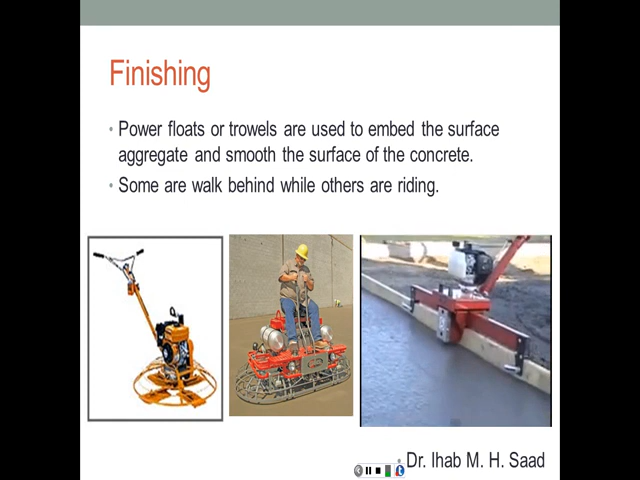 Finishing
• Power floats or trowels are used to embed the surface
aggregate and smooth the surface of the concrete.
• Some are walk behind while others are riding.
• Dr. Ihab M. H. Saad